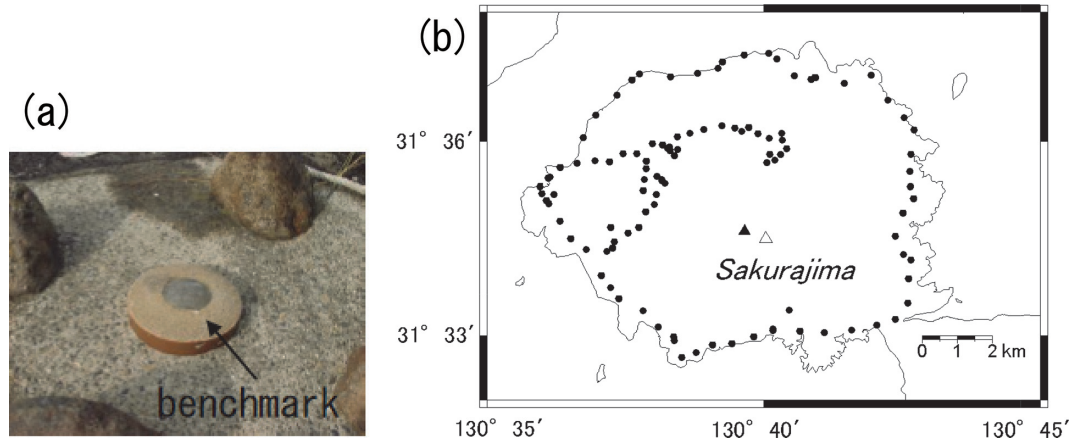 (a)
benchmark
(b)
31° 36′
31° 33′
Sakurajima
0 1 2 km
130° 35′ 130° 40′ 130° 45′